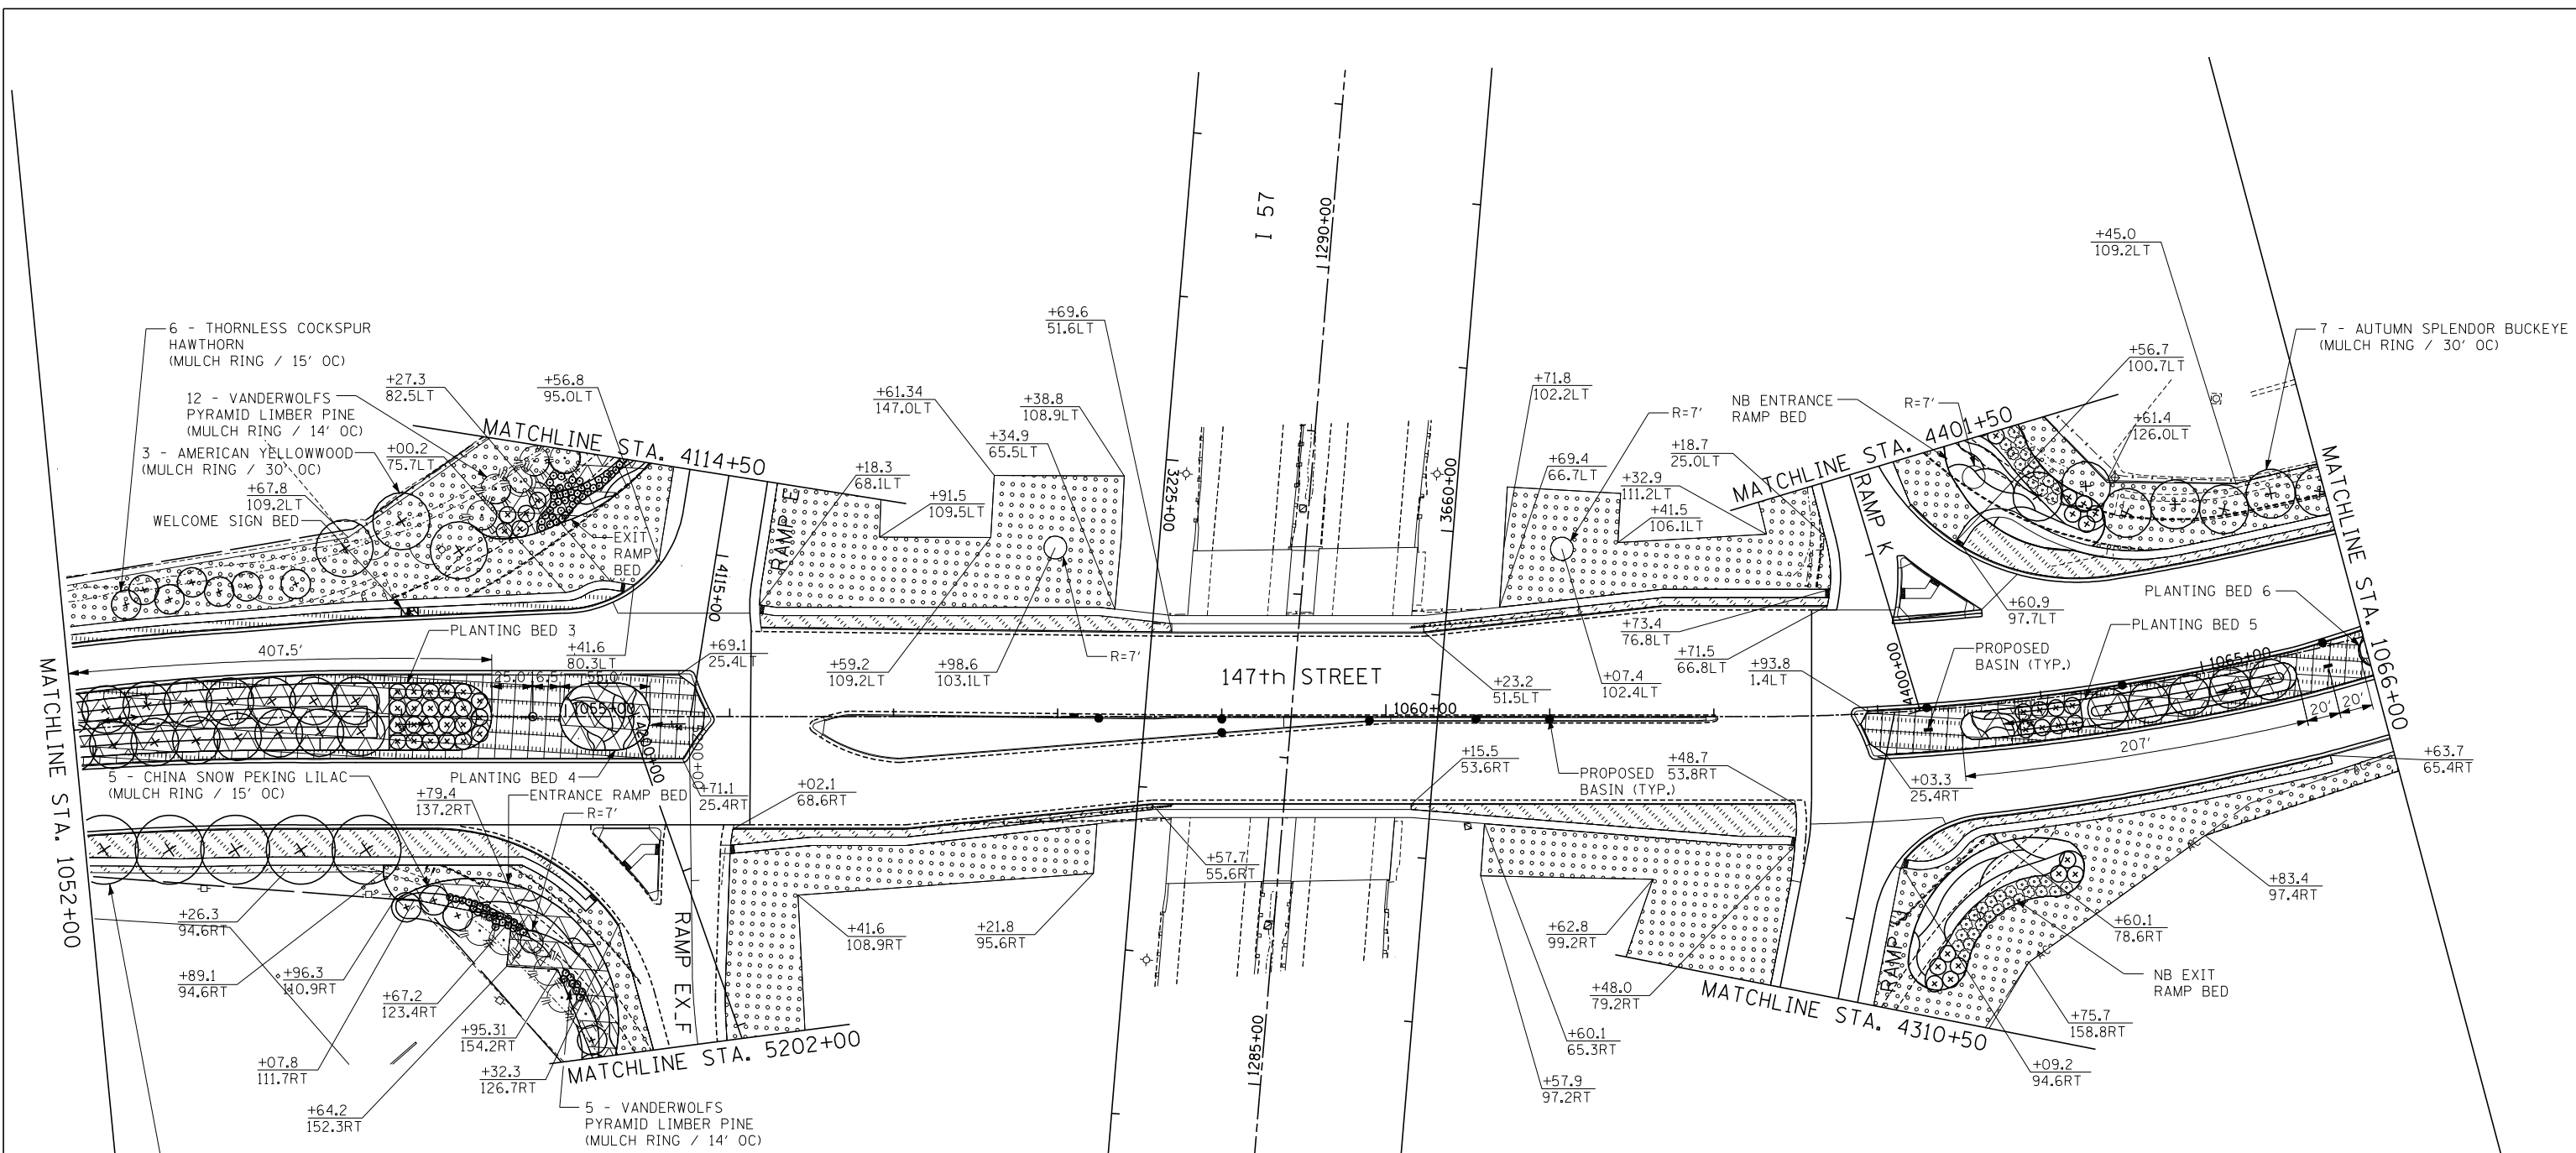 6 - THORNLESS COCKSPUR
HAWTHORN
(MULCH RING / 15' OC)
12 - VANDERWOLFS
PYRAMID LIMBER PINE
(MULCH RING / 14' OC)
3 - AMERICAN YELLOWWOOD
(MULCH RING / 30' OC)
+67.8
109.2LT
WELCOME SIGN BED
+27.3
82.5LT
+00.2
75.7LT
+56.8
95.0LT
MATCHLINE STA. 4114+50
EXIT
RAMP
BED
PLANTING BED 3
407.5'
+41.6
80.3LT
25.0'
16.5'
55.0'
1055+00
4200+00
5000+00
4115+00
RAMP E
+69.1
25.4LT
+18.3
68.1LT
+91.5
109.5LT
+61.34
147.0LT
+34.9
65.5LT
+38.8
108.9LT
+69.6
51.6LT
+59.2
109.2LT
+98.6
103.1LT
R=7'
I 57
1290+00
3225+00
3660+00
147th STREET
1060+00
+23.2
51.5LT
+71.8
102.2LT
R=7'
+69.4
66.7LT
+18.7
25.0LT
+32.9
111.2LT
+41.5
106.1LT
+73.4
76.8LT
+07.4
102.4LT
+71.5
66.8LT
+93.8
1.4LT
NB ENTRANCE
RAMP BED
R=7'
MATCHLINE STA. 4401+50
RAMP K
4400+00
+45.0
109.2LT
+56.7
100.7LT
+61.4
126.0LT
7 - AUTUMN SPLENDOR BUCKEYE
(MULCH RING / 30' OC)
+60.9
97.7LT
PLANTING BED 6
PLANTING BED 5
PROPOSED
BASIN (TYP.)
1065+00
20'
20'
207'
MATCHLINE STA. 1066+00
+03.3
25.4RT
+63.7
65.4RT
MATCHLINE STA. 1052+00
5 - CHINA SNOW PEKING LILAC
(MULCH RING / 15' OC)
PLANTING BED 4
ENTRANCE RAMP BED
+79.4
137.2RT
R=7'
+71.1
25.4RT
+02.1
68.6RT
+15.5
53.6RT
PROPOSED
BASIN (TYP.)
+48.7
53.8RT
+57.7
55.6RT
+26.3
94.6RT
+89.1
94.6RT
+96.3
110.9RT
+67.2
123.4RT
+95.31
154.2RT
+07.8
111.7RT
+32.3
126.7RT
+64.2
152.3RT
5 - VANDERWOLFS
PYRAMID LIMBER PINE
(MULCH RING / 14' OC)
MATCHLINE STA. 5202+00
RAMP EX_F
+41.6
108.9RT
+21.8
95.6RT
1285+00
+62.8
99.2RT
+48.0
79.2RT
+60.1
65.3RT
+57.9
97.2RT
MATCHLINE STA. 4310+50
AC
AC
AC
+83.4
97.4RT
+60.1
78.6RT
NB EXIT
RAMP BED
+75.7
158.8RT
+09.2
94.6RT